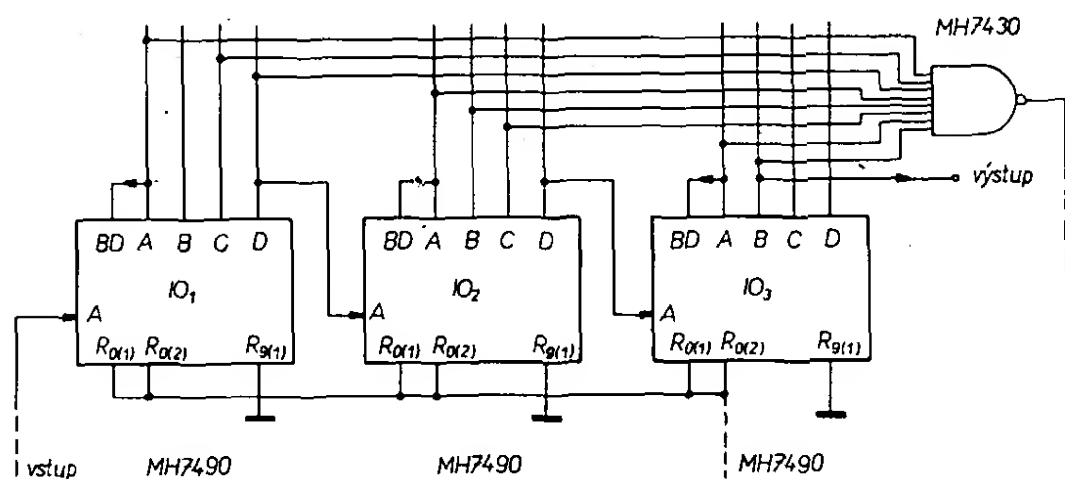 MH7430
výstup
BD A B C D
BD A B C D
BD A B C D
IO₁
IO₂
IO₃
A
A
A
R₀₍₁₎ R₀₍₂₎ R₉₍₁₎
R₀₍₁₎ R₀₍₂₎ R₉₍₁₎
R₀₍₁₎ R₀₍₂₎ R₉₍₁₎
vstup
MH7490
MH7490
MH7490